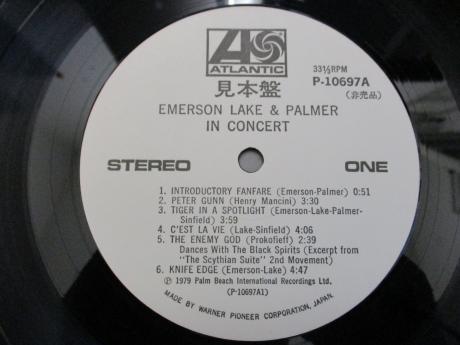 ATLANTIC
33⅓RPM
P-10697A
見本盤
(非売品)
EMERSON LAKE & PALMER
IN CONCERT
STEREO ONE
1. INTRODUCTORY FANFARE (Emerson-Palmer) 0:51
2. PETER GUNN (Henry Mancini) 3:30
3. TIGER IN A SPOTLIGHT (Emerson-Lake-Palmer-
Sinfield) 3:59
4. C'EST LA VIE (Lake-Sinfield) 4:06
5. THE ENEMY GOD (Prokofieff) 2:39
Dances With The Black Spirits (Excerpt from
"The Scythian Suite" 2nd Movement)
6. KNIFE EDGE (Emerson-Lake) 4:47
Ⓟ 1979 Palm Beach International Recordings Ltd.
(P-10697A1)
MADE BY WARNER PIONEER CORPORATION, JAPAN.